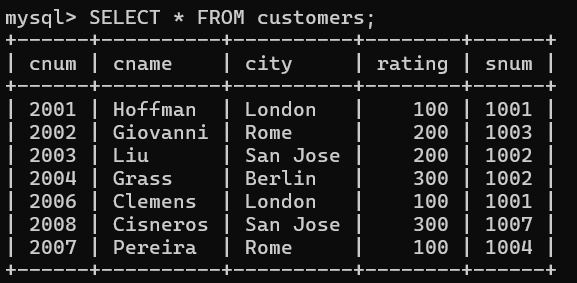 mysql> SELECT * FROM customers;
+------+----------+----------+--------+------+
| cnum | cname    | city     | rating | snum |
+------+----------+----------+--------+------+
| 2001 | Hoffman  | London   |    100 | 1001 |
| 2002 | Giovanni | Rome     |    200 | 1003 |
| 2003 | Liu      | San Jose |    200 | 1002 |
| 2004 | Grass    | Berlin   |    300 | 1002 |
| 2006 | Clemens  | London   |    100 | 1001 |
| 2008 | Cisneros | San Jose |    300 | 1007 |
| 2007 | Pereira  | Rome     |    100 | 1004 |
+------+----------+----------+--------+------+